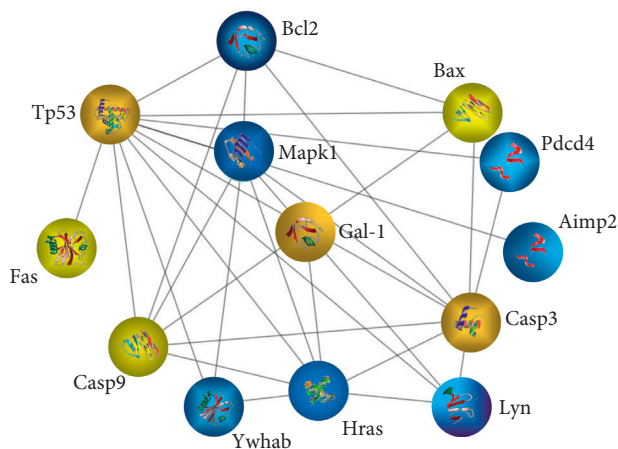 Bcl2
Bax
Tp53
Pdcd4
Mapk1
Aimp2
Gal-1
Fas
Casp3
Casp9
Lyn
Hras
Ywhab